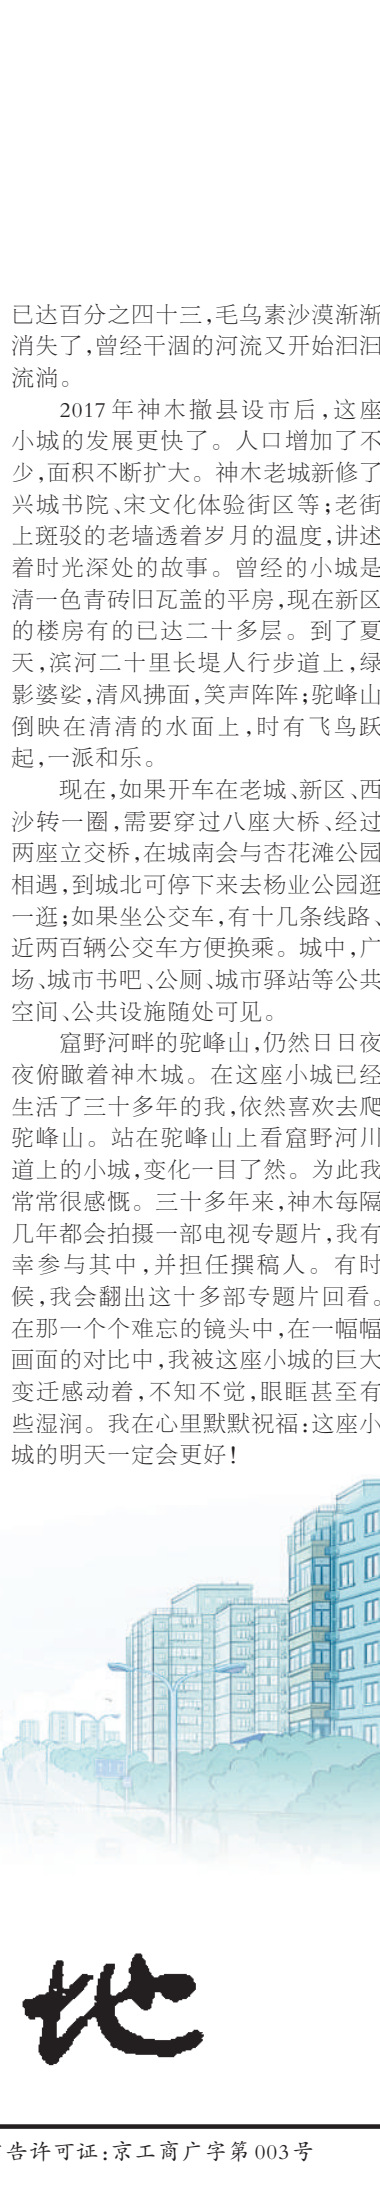 已达百分之四十三,毛乌素沙漠渐渐
消失了,曾经干涸的河流又开始汩汩
流淌。
2017年神木撤县设市后,这座
小城的发展更快了。人口增加了不
少,面积不断扩大。神木老城新修了
兴城书院、宋文化体验街区等;老街
上斑驳的老墙透着岁月的温度,讲述
着时光深处的故事。曾经的小城是
清一色青砖旧瓦盖的平房,现在新区
的楼房有的已达二十多层。到了夏
天,滨河二十里长堤人行步道上,绿
影婆娑,清风拂面,笑声阵阵;驼峰山
倒映在清清的水面上,时有飞鸟跃
起,一派和乐。
现在,如果开车在老城、新区、西
沙转一圈,需要穿过八座大桥、经过
两座立交桥,在城南会与杏花滩公园
相遇,到城北可停下来去杨业公园逛
一逛;如果坐公交车,有十几条线路、
近两百辆公交车方便换乘。城中,广
场、城市书吧、公厕、城市驿站等公共
空间、公共设施随处可见。
窟野河畔的驼峰山,仍然日日夜
夜俯瞰着神木城。在这座小城已经
生活了三十多年的我,依然喜欢去爬
驼峰山。站在驼峰山上看窟野河川
道上的小城,变化一目了然。为此我
常常很感慨。三十多年来,神木每隔
几年都会拍摄一部电视专题片,我有
幸参与其中,并担任撰稿人。有时
候,我会翻出这十多部专题片回看。
在那一个个难忘的镜头中,在一幅幅
画面的对比中,我被这座小城的巨大
变迁感动着,不知不觉,眼眶甚至有
些湿润。我在心里默默祝福:这座小
城的明天一定会更好!
地
告许可证:京工商广字第003号